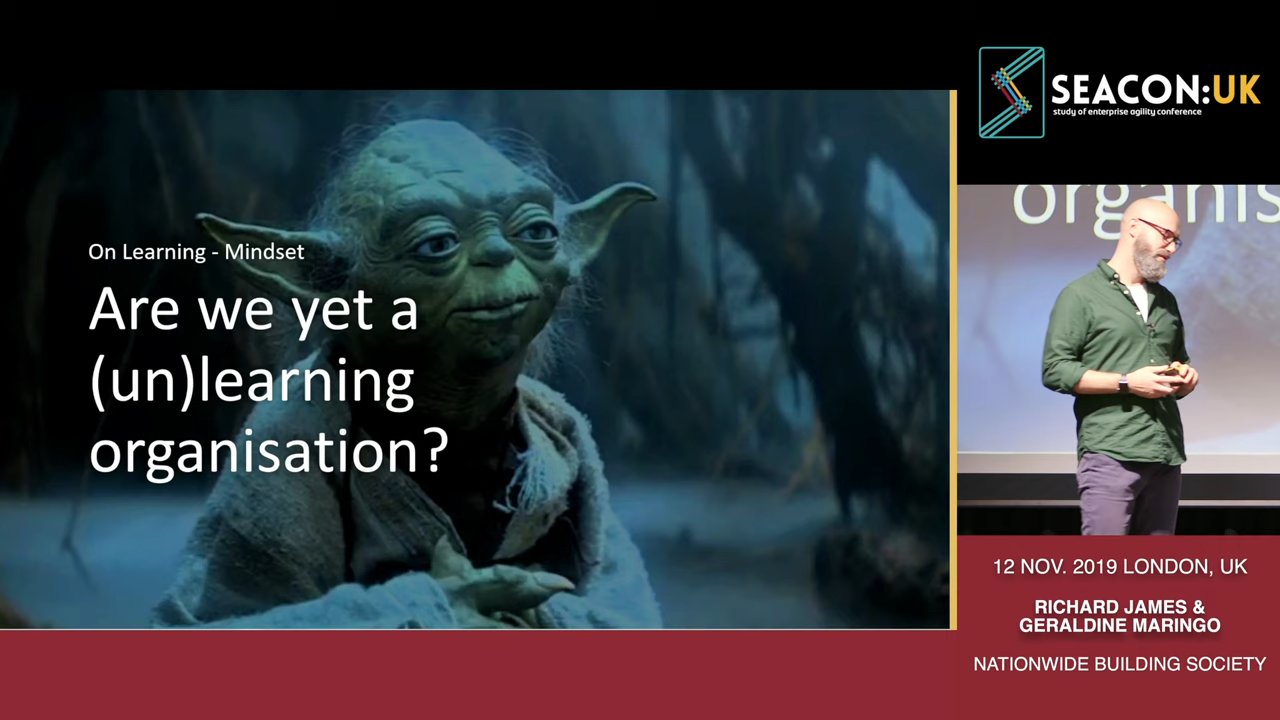 On Learning - Mindset
Are we yet a
(un)learning
organisation?
SEACON:UK
study of enterprise agility conference
organis
12 NOV. 2019 LONDON, UK
RICHARD JAMES &
GERALDINE MARINGO
NATIONWIDE BUILDING SOCIETY